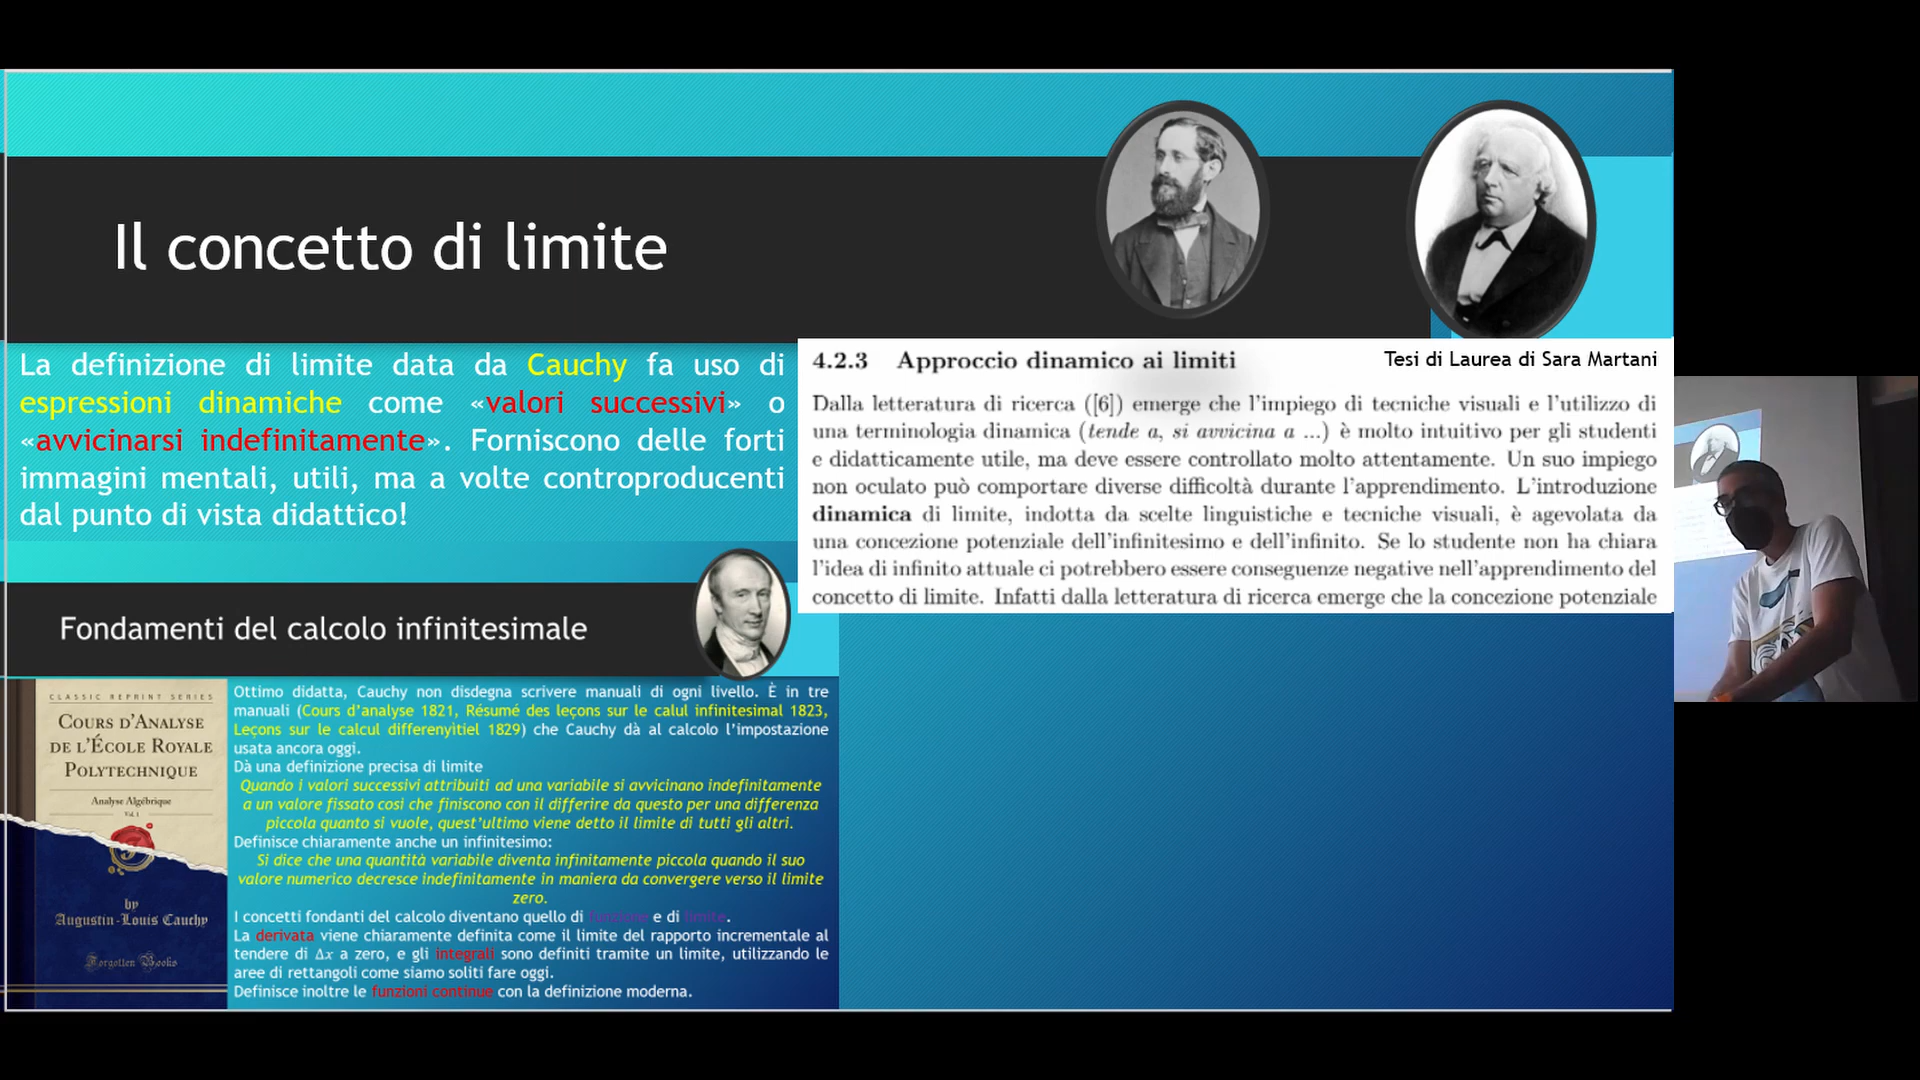 Il concetto di limite
La definizione di limite data da Cauchy fa uso di
espressioni dinamiche come «valori successivi» o
«avvicinarsi indefinitamente». Forniscono delle forti
immagini mentali, utili, ma a volte controproducenti
dal punto di vista didattico!
4.2.3 Approccio dinamico ai limiti
Tesi di Laurea di Sara Martani
Dalla letteratura di ricerca ([6]) emerge che l'impiego di tecniche visuali e l'utilizzo di
una terminologia dinamica (tende a, si avvicina a ...) è molto intuitivo per gli studenti
e didatticamente utile, ma deve essere controllato molto attentamente. Un suo impiego
non oculato può comportare diverse difficoltà durante l'apprendimento. L'introduzione
dinamica di limite, indotta da scelte linguistiche e tecniche visuali, è agevolata da
una concezione potenziale dell'infinitesimo e dell'infinito. Se lo studente non ha chiara
l'idea di infinito attuale ci potrebbero essere conseguenze negative nell'apprendimento del
concetto di limite. Infatti dalla letteratura di ricerca emerge che la concezione potenziale
Fondamenti del calcolo infinitesimale
CLASSIC REPRINT SERIES
COURS D'ANALYSE
DE L'ÉCOLE ROYALE
POLYTECHNIQUE
Analyse Algébrique
Vol. 1
by
Augustin-Louis Cauchy
Forgotten Books
Ottimo didatta, Cauchy non disdegna scrivere manuali di ogni livello. È in tre
manuali (Cours d'analyse 1821, Résumé des leçons sur le calul infinitesimal 1823,
Leçons sur le calcul differenyìtiel 1829) che Cauchy dà al calcolo l'impostazione
usata ancora oggi.
Dà una definizione precisa di limite
Quando i valori successivi attribuiti ad una variabile si avvicinano indefinitamente
a un valore fissato così che finiscono con il differire da questo per una differenza
piccola quanto si vuole, quest'ultimo viene detto il limite di tutti gli altri.
Definisce chiaramente anche un infinitesimo:
Si dice che una quantità variabile diventa infinitamente piccola quando il suo
valore numerico decresce indefinitamente in maniera da convergere verso il limite
zero.
I concetti fondanti del calcolo diventano quello di funzione e di limite.
La derivata viene chiaramente definita come il limite del rapporto incrementale al
tendere di Δx a zero, e gli integrali sono definiti tramite un limite, utilizzando le
aree di rettangoli come siamo soliti fare oggi.
Definisce inoltre le funzioni continue con la definizione moderna.